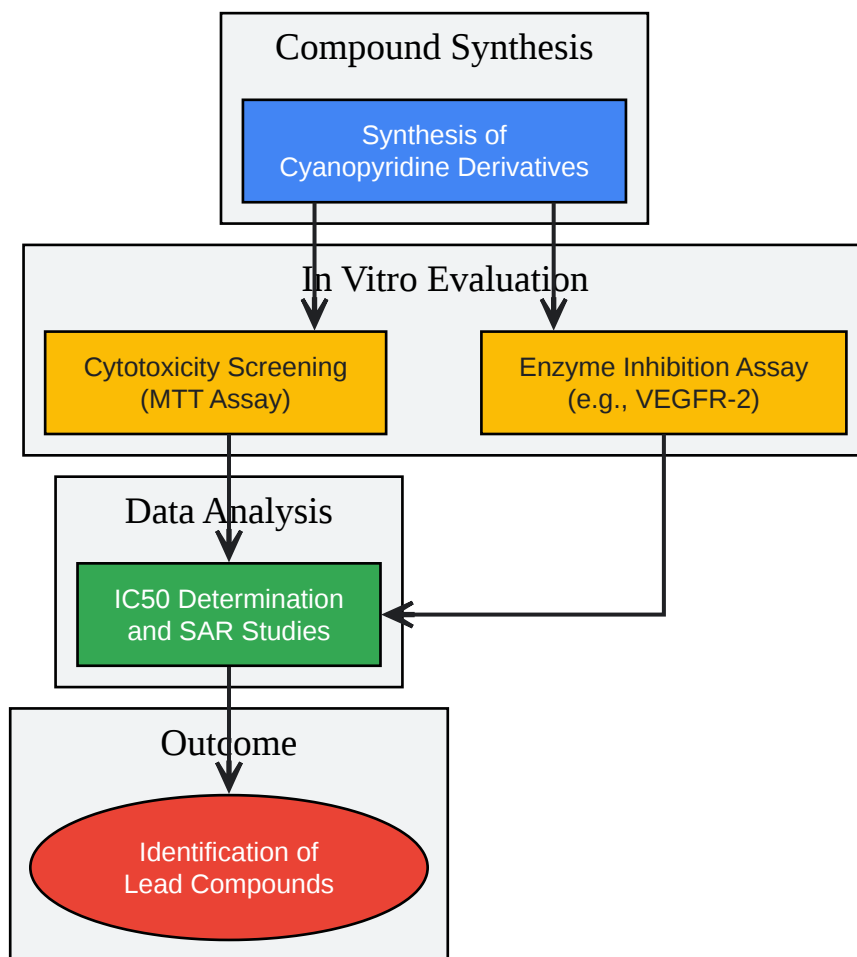 Compound Synthesis
Synthesis of
Cyanopyridine Derivatives
In Vitro Evaluation
Cytotoxicity Screening
(MTT Assay)
Enzyme Inhibition Assay
(e.g., VEGFR-2)
Data Analysis
IC50 Determination
and SAR Studies
Outcome
Identification of
Lead Compounds